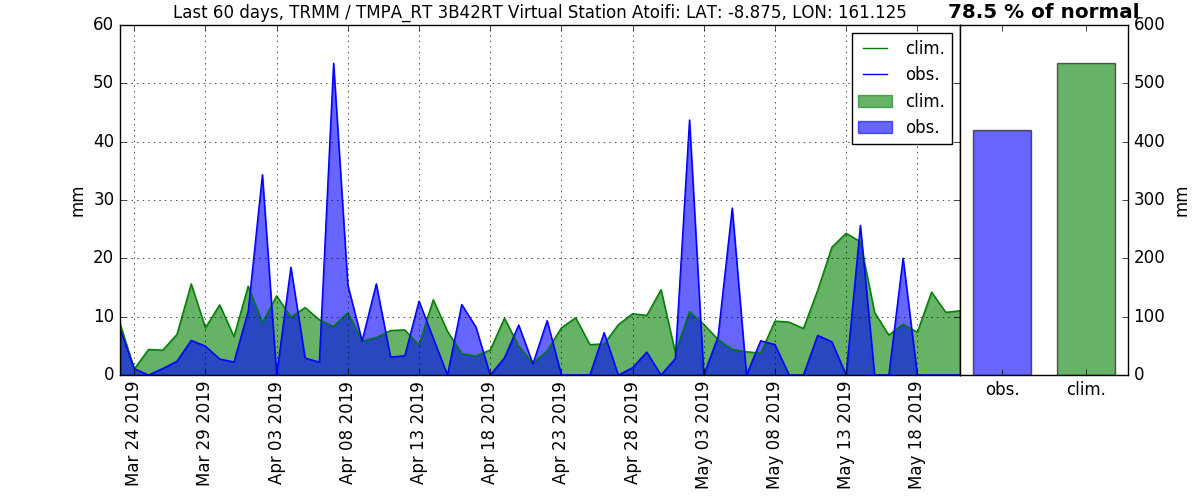 Last 60 days, TRMM / TMPA_RT 3B42RT Virtual Station Atoifi: LAT: -8.875, LON: 161.125
78.5 % of normal
60
50
40
30
20
10
0
mm
clim.
obs.
clim.
obs.
600
500
400
300
200
100
0
mm
Mar 24 2019
Mar 29 2019
Apr 03 2019
Apr 08 2019
Apr 13 2019
Apr 18 2019
Apr 23 2019
Apr 28 2019
May 03 2019
May 08 2019
May 13 2019
May 18 2019
obs.
clim.